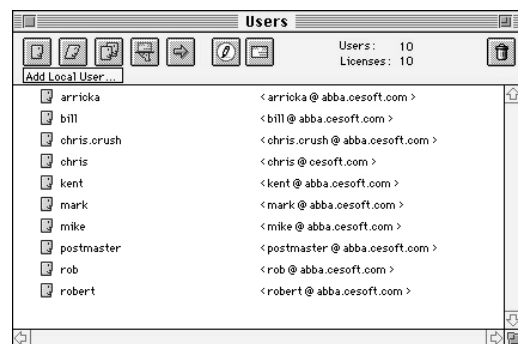 Users
Users: 10
Licenses: 10
Add Local User...
arricka <arricka @ abba.cesoft.com >
bill <bill @ abba.cesoft.com >
chris.crush <chris.crush @ abba.cesoft.com >
chris <chris @ cesoft.com >
kent <kent @ abba.cesoft.com >
mark <mark @ abba.cesoft.com >
mike <mike @ abba.cesoft.com >
postmaster <postmaster @ abba.cesoft.com >
rob <rob @ abba.cesoft.com >
robert <robert @ abba.cesoft.com >